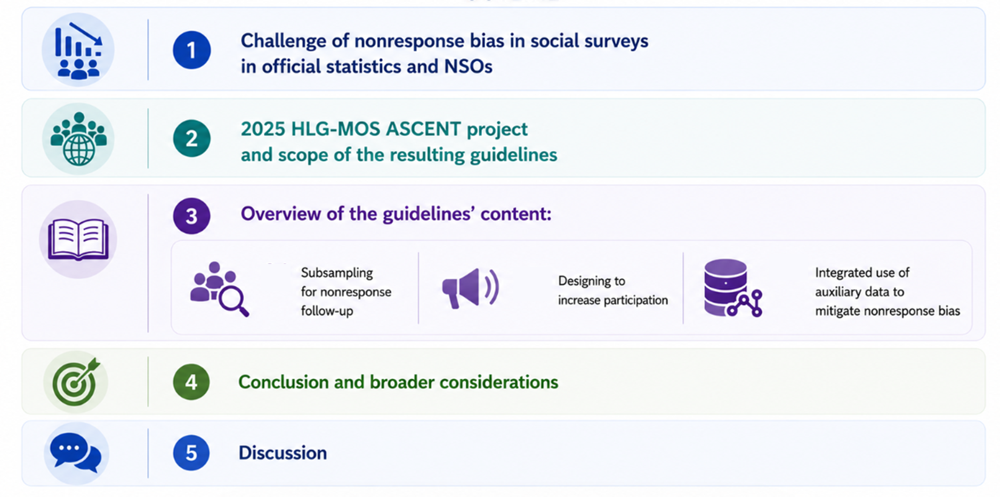 1
Challenge of nonresponse bias in social surveys
in official statistics and NSOs
2
2025 HLG-MOS ASCENT project
and scope of the resulting guidelines
3
Overview of the guidelines’ content:
Subsampling
for nonresponse
follow-up
Designing to
increase participation
Integrated use of
auxiliary data to
mitigate nonresponse bias
4
Conclusion and broader considerations
5
Discussion